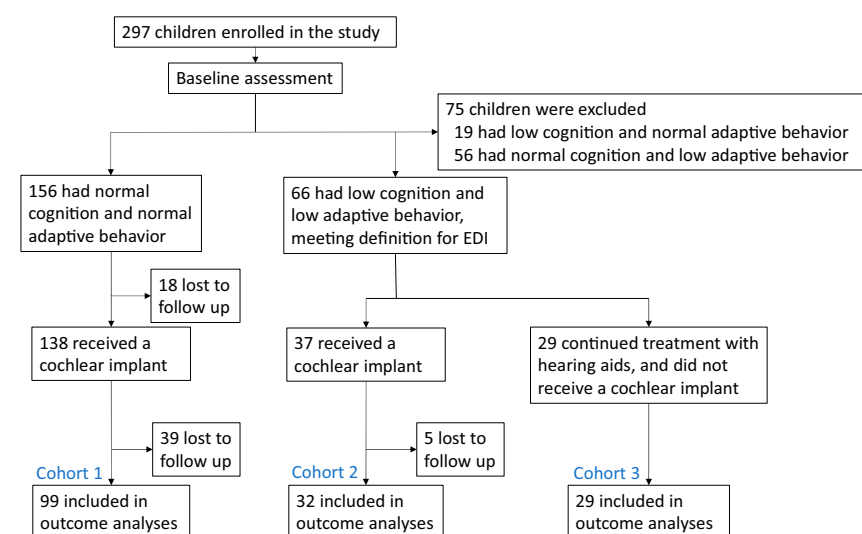 297 children enrolled in the study
Baseline assessment
75 children were excluded
19 had low cognition and normal adaptive behavior
56 had normal cognition and low adaptive behavior
156 had normal
cognition and normal
adaptive behavior
66 had low cognition and
low adaptive behavior,
meeting definition for EDI
18 lost to
follow up
138 received a
cochlear implant
37 received a
cochlear implant
29 continued treatment with
hearing aids, and did not
receive a cochlear implant
39 lost to
follow up
5 lost to
follow up
Cohort 1
Cohort 2
Cohort 3
99 included in
outcome analyses
32 included in
outcome analyses
29 included in
outcome analyses